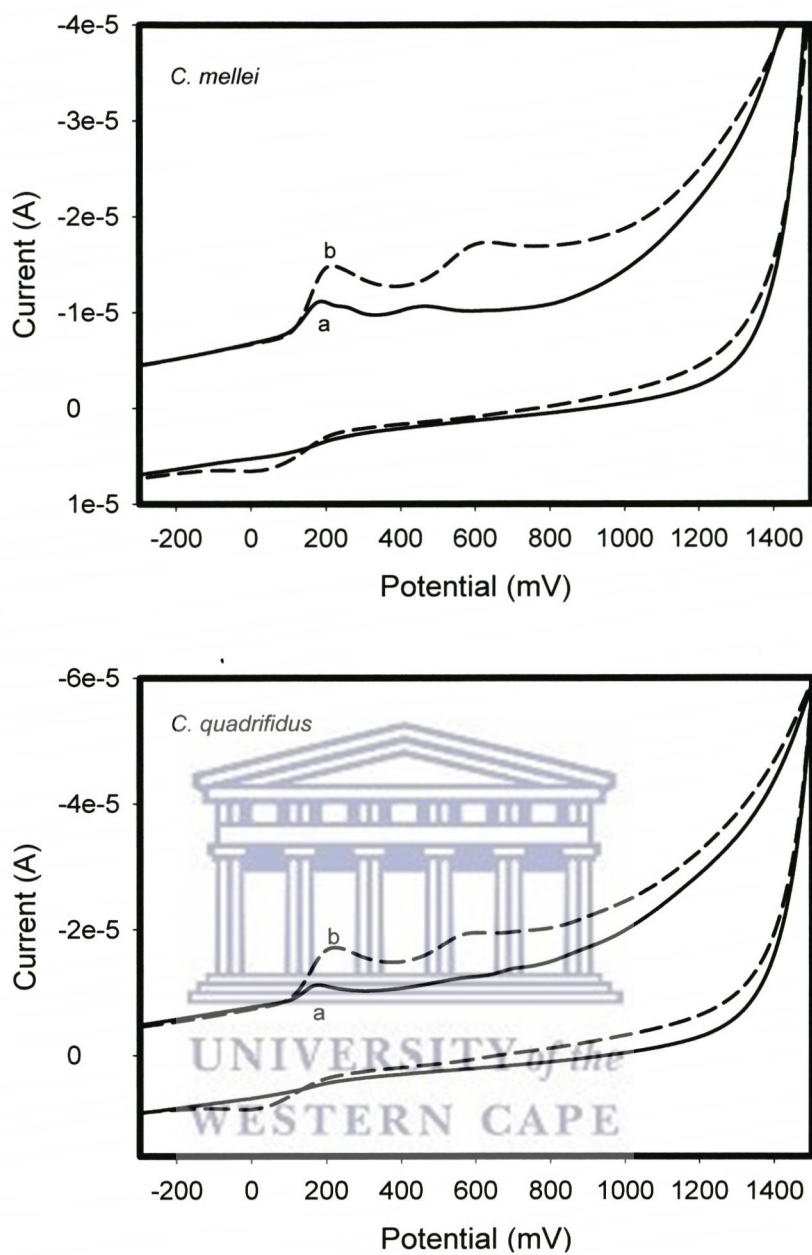 -4e-5
C. mellei
-3e-5
-2e-5
b
-1e-5
a
0
1e-5
Current (A)
-200 0 200 400 600 800 1000 1200 1400
Potential (mV)
-6e-5
C. quadrifidus
-4e-5
-2e-5
b
a
0
Current (A)
UNIVERSITY of the
WESTERN CAPE
-200 0 200 400 600 800 1000 1200 1400
Potential (mV)